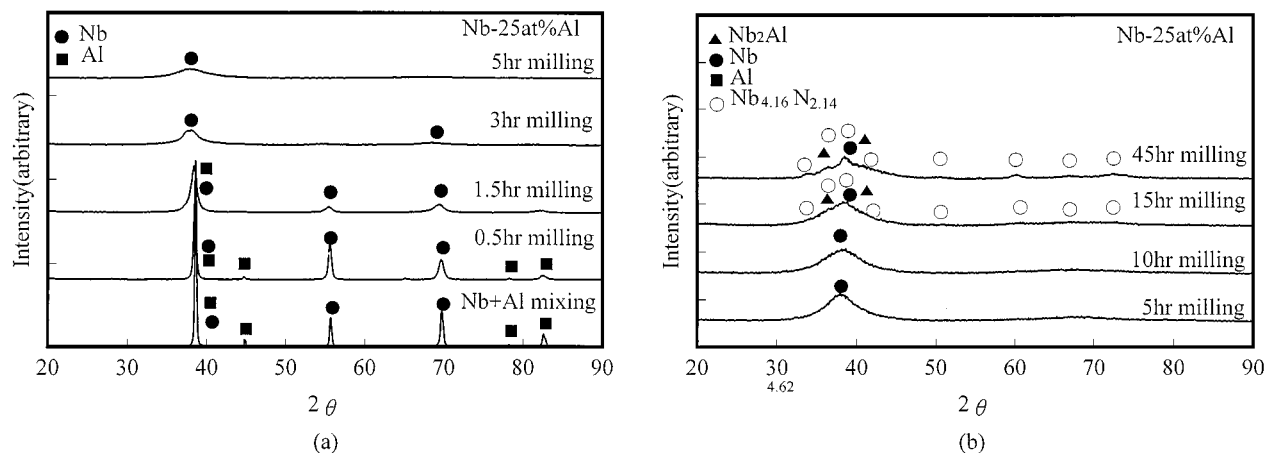 Nb
Al
Nb-25at%Al
5hr milling
3hr milling
1.5hr milling
0.5hr milling
Nb+Al mixing
Intensity(arbitrary)
20 30 40 50 60 70 80 90
2 θ
(a)
Nb2Al
Nb
Al
Nb4.16 N2.14
Nb-25at%Al
45hr milling
15hr milling
10hr milling
5hr milling
Intensity(arbitrary)
20 30 40 50 60 70 80 90
4.62
2 θ
(b)